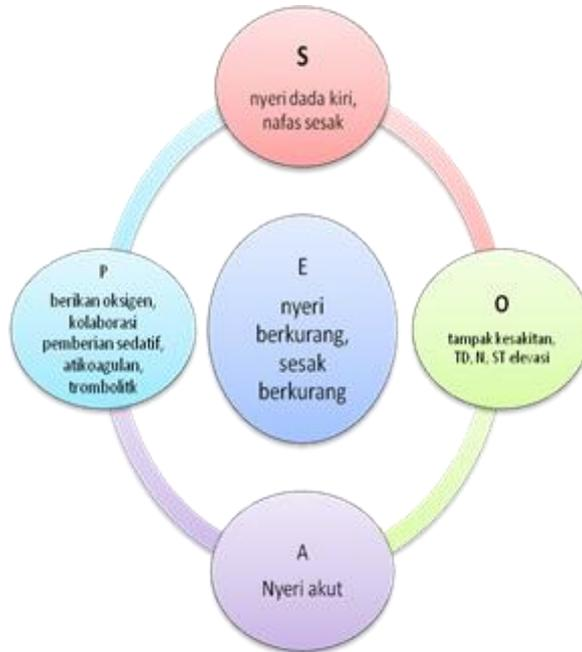 S
nyeri dada kiri,
nafas sesak
P
berikan oksigen,
kolaborasi
pemberian sedatif,
atikoagulan,
trombolitk
E
nyeri
berkurang,
sesak
berkurang
O
tampak kesakitan,
TD, N, ST elevasi
A
Nyeri akut